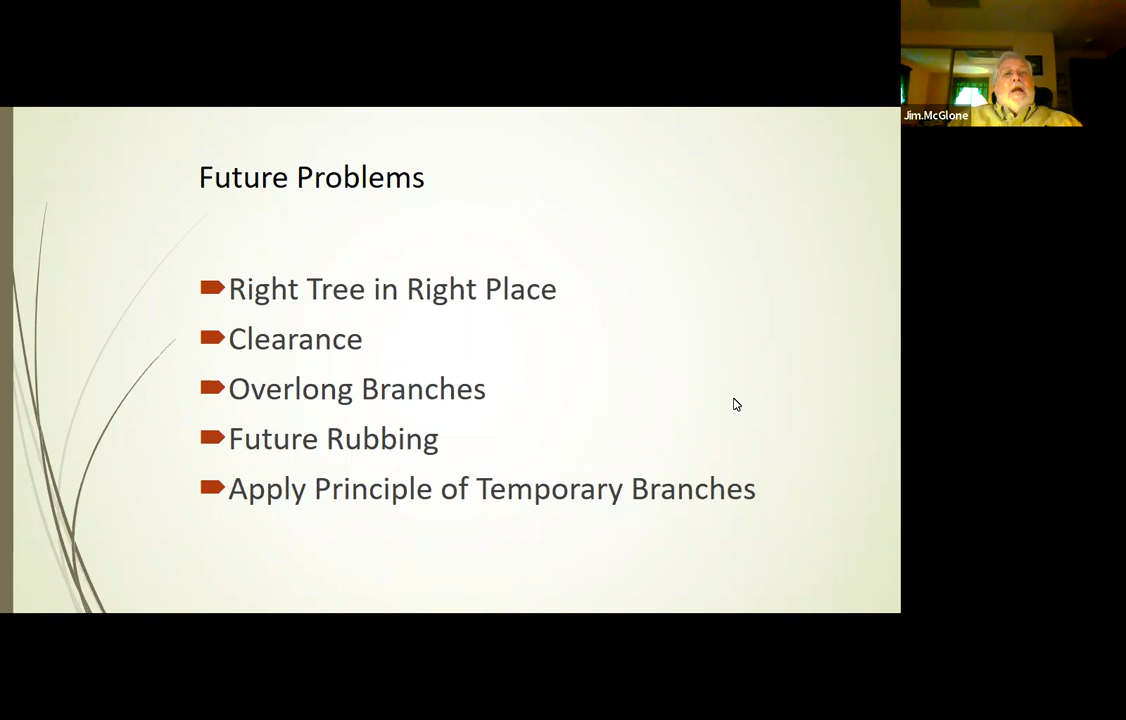 Jim.McGlone
Future Problems
Right Tree in Right Place
Clearance
Overlong Branches
Future Rubbing
Apply Principle of Temporary Branches